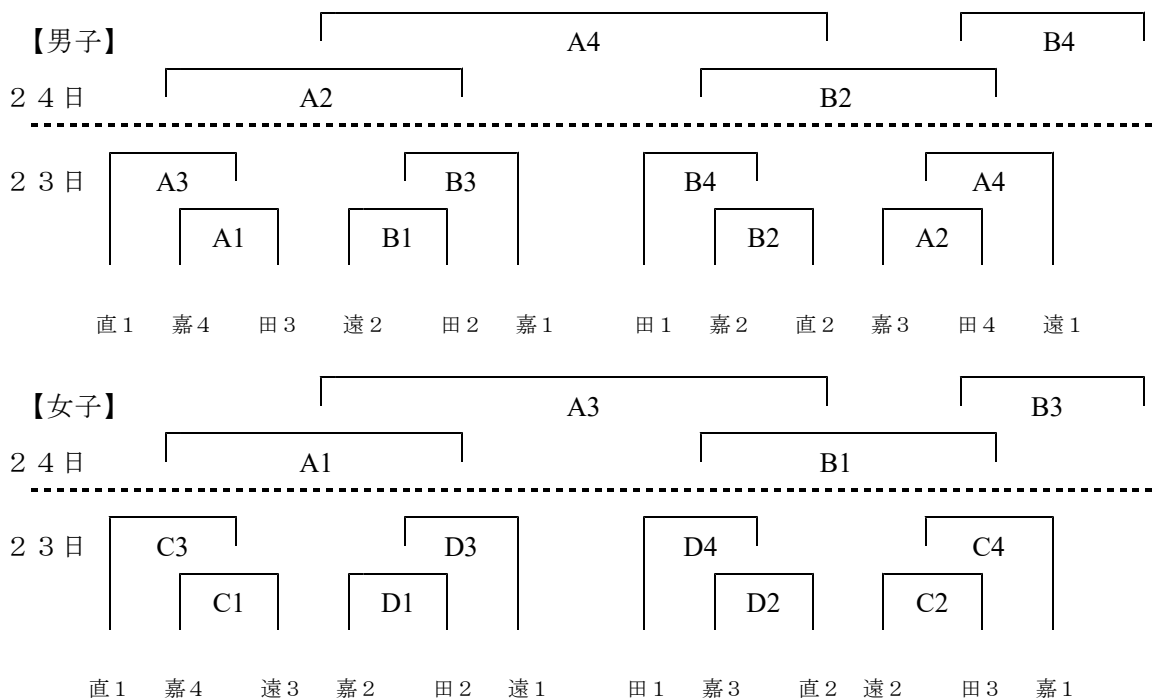 【男子】 A4 B4
２４日 A2 B2
２３日 A3 B3 B4 A4
A1 B1 B2 A2
直１ 嘉４ 田３ 遠２ 田２ 嘉１ 田１ 嘉２ 直２ 嘉３ 田４ 遠１
【女子】 A3 B3
２４日 A1 B1
２３日 C3 D3 D4 C4
C1 D1 D2 C2
直１ 嘉４ 遠３ 嘉２ 田２ 遠１ 田１ 嘉３ 直２ 遠２ 田３ 嘉１